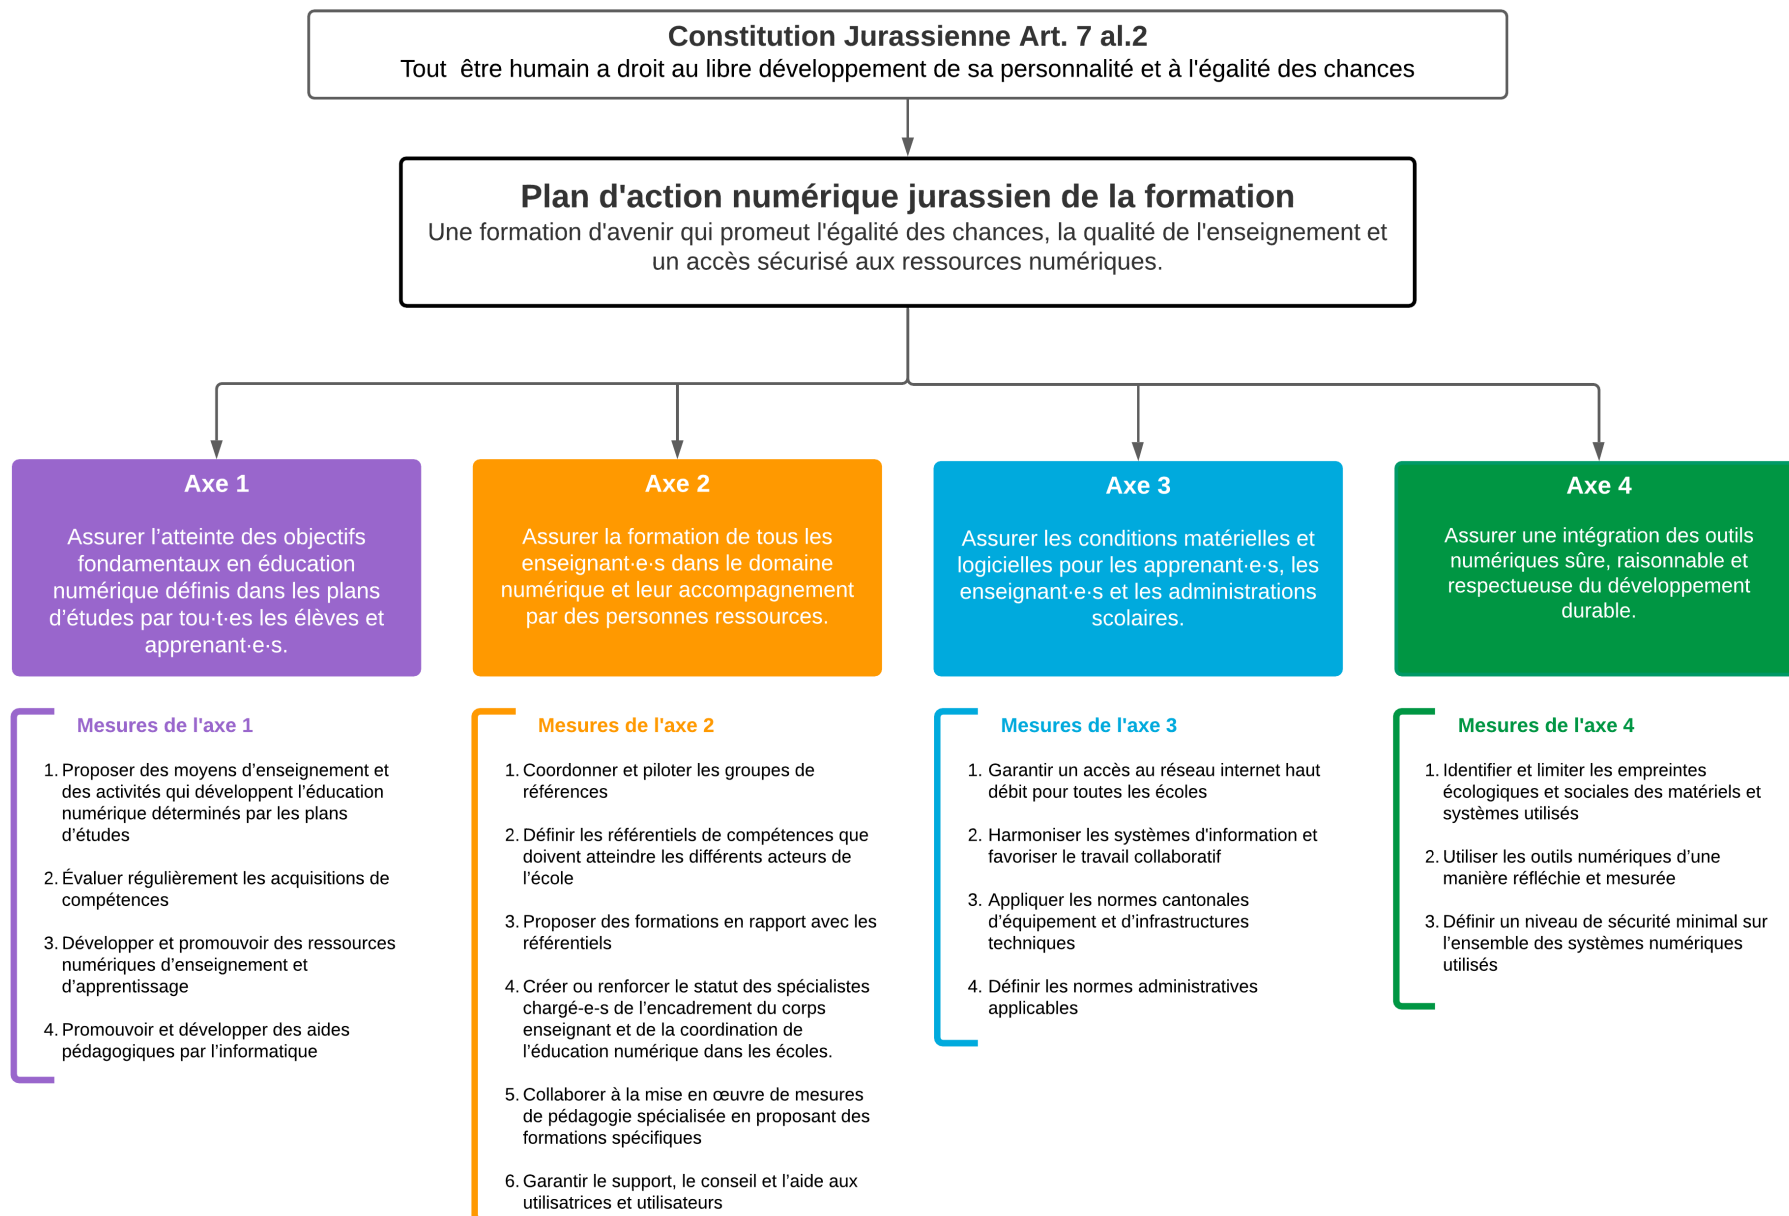 Constitution Jurassienne Art. 7 al.2
Tout être humain a droit au libre développement de sa personnalité et à l'égalité des chances
Plan d'action numérique jurassien de la formation
Une formation d'avenir qui promeut l'égalité des chances, la qualité de l'enseignement et
un accès sécurisé aux ressources numériques.
Axe 1
Assurer l’atteinte des objectifs
fondamentaux en éducation
numérique définis dans les plans
d’études par tou·t·es les élèves et
apprenant·e·s.
Axe 2
Assurer la formation de tous les
enseignant·e·s dans le domaine
numérique et leur accompagnement
par des personnes ressources.
Axe 3
Assurer les conditions matérielles et
logicielles pour les apprenant·e·s, les
enseignant·e·s et les administrations
scolaires.
Axe 4
Assurer une intégration des outils
numériques sûre, raisonnable et
respectueuse du développement
durable.
Mesures de l'axe 1
1. Proposer des moyens d’enseignement et
des activités qui développent l’éducation
numérique déterminés par les plans
d’études
2. Évaluer régulièrement les acquisitions de
compétences
3. Développer et promouvoir des ressources
numériques d’enseignement et
d’apprentissage
4. Promouvoir et développer des aides
pédagogiques par l’informatique
Mesures de l'axe 2
1. Coordonner et piloter les groupes de
références
2. Définir les référentiels de compétences que
doivent atteindre les différents acteurs de
l’école
3. Proposer des formations en rapport avec les
référentiels
4. Créer ou renforcer le statut des spécialistes
chargé-e-s de l’encadrement du corps
enseignant et de la coordination de
l’éducation numérique dans les écoles.
5. Collaborer à la mise en œuvre de mesures
de pédagogie spécialisée en proposant des
formations spécifiques
6. Garantir le support, le conseil et l’aide aux
utilisatrices et utilisateurs
Mesures de l'axe 3
1. Garantir un accès au réseau internet haut
débit pour toutes les écoles
2. Harmoniser les systèmes d'information et
favoriser le travail collaboratif
3. Appliquer les normes cantonales
d’équipement et d’infrastructures
techniques
4. Définir les normes administratives
applicables
Mesures de l'axe 4
1. Identifier et limiter les empreintes
écologiques et sociales des matériels et
systèmes utilisés
2. Utiliser les outils numériques d’une
manière réfléchie et mesurée
3. Définir un niveau de sécurité minimal sur
l’ensemble des systèmes numériques
utilisés